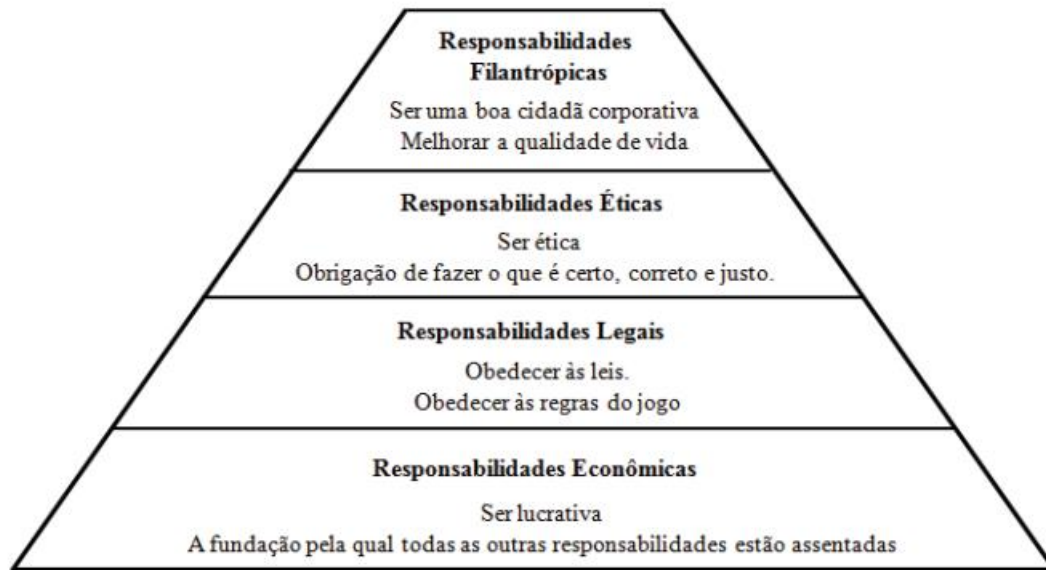 Responsabilidades
Filantrópicas
Ser uma boa cidadã corporativa
Melhorar a qualidade de vida
Responsabilidades Éticas
Ser ética
Obrigação de fazer o que é certo, correto e justo.
Responsabilidades Legais
Obedecer às leis.
Obedecer às regras do jogo
Responsabilidades Econômicas
Ser lucrativa
A fundação pela qual todas as outras responsabilidades estão assentadas